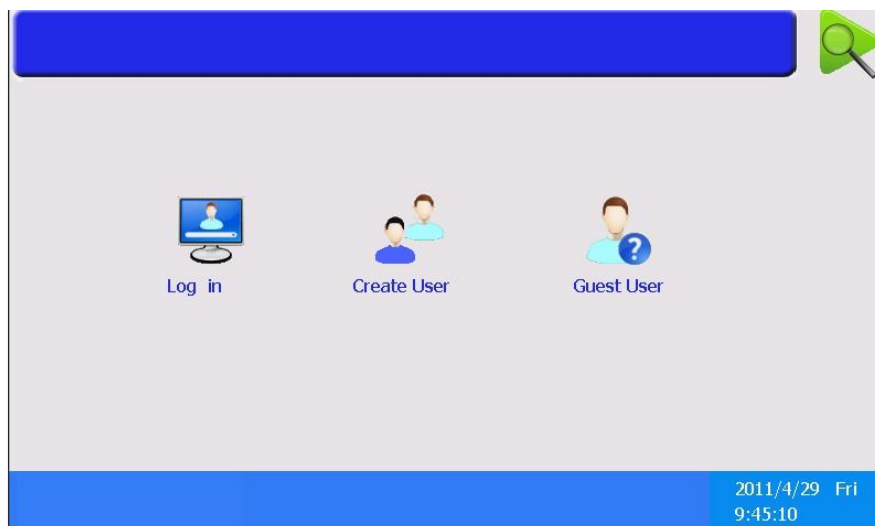 Log in
Create User
Guest User
?
2011/4/29 Fri
9:45:10